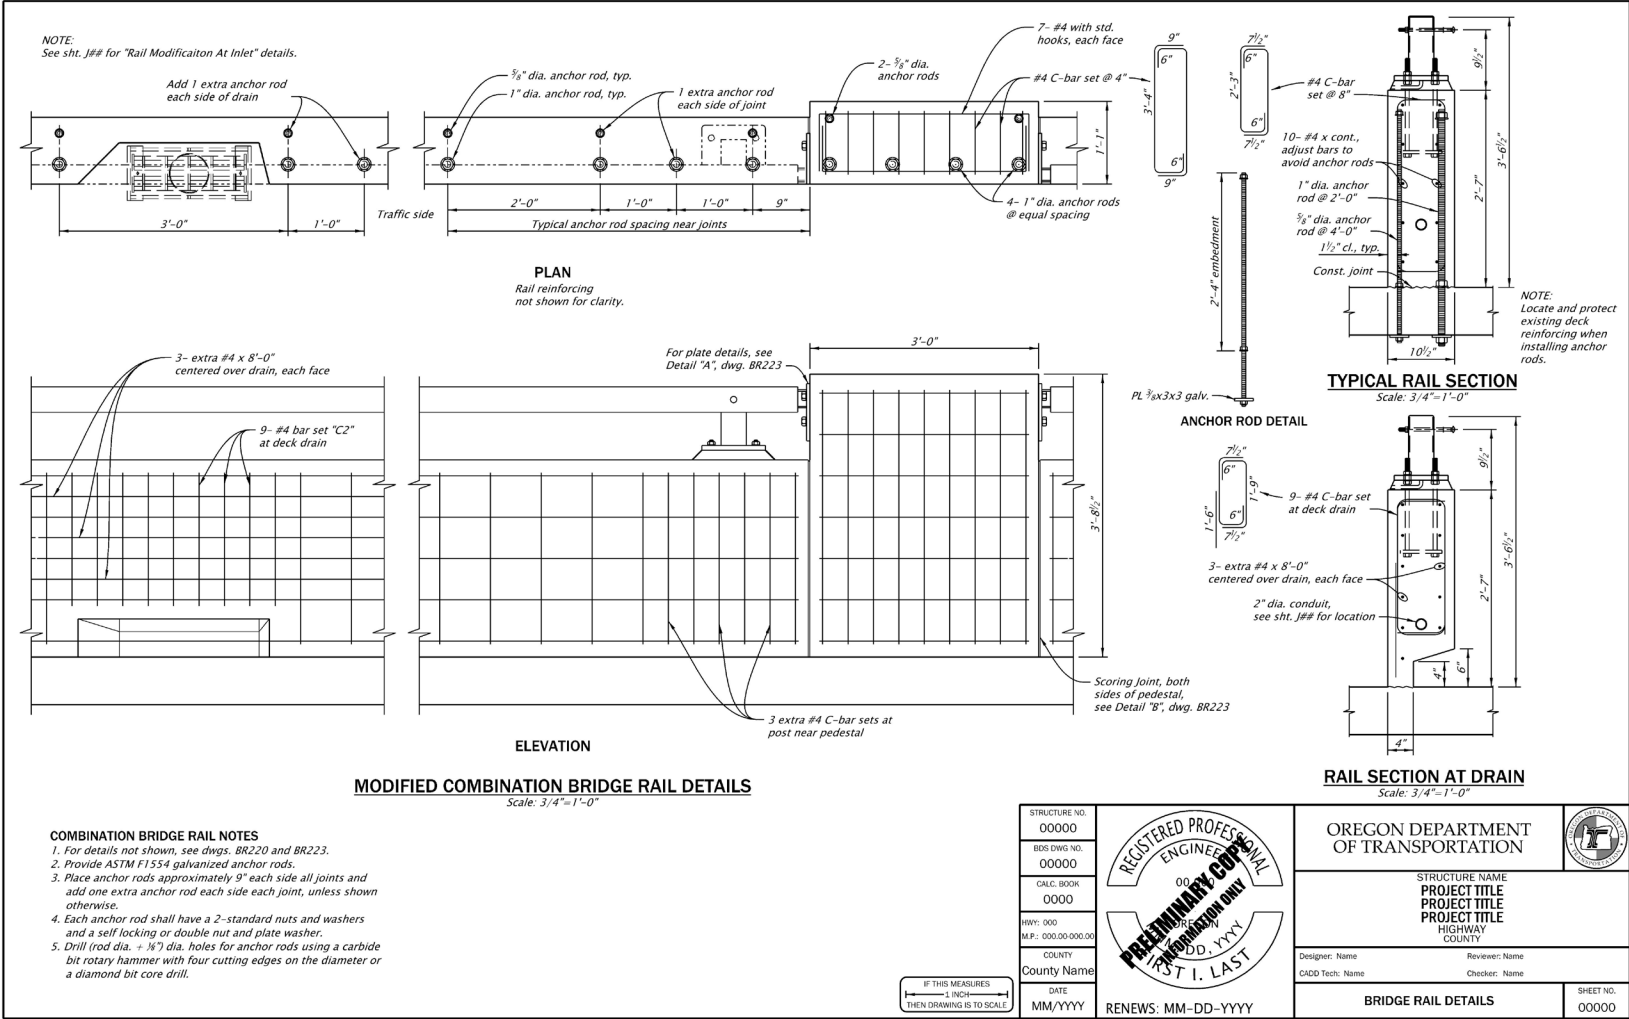 NOTE:
See sht. J## for "Rail Modificaiton At Inlet" details.
Add 1 extra anchor rod
each side of drain
3'-0"
1'-0"
Traffic side
5/8" dia. anchor rod, typ.
1" dia. anchor rod, typ.
1 extra anchor rod
each side of joint
2- 5/8" dia.
anchor rods
7- #4 with std.
hooks, each face
#4 C-bar set @ 4"
1'-1"
4- 1" dia. anchor rods
@ equal spacing
2'-0"
1'-0"
1'-0"
9"
Typical anchor rod spacing near joints
PLAN
Rail reinforcing
not shown for clarity.
9"
6"
3'-4"
6"
9"
7½"
6"
2'-3"
6"
7½"
#4 C-bar
set @ 8"
10- #4 x cont.,
adjust bars to
avoid anchor rods
1" dia. anchor
rod @ 2'-0"
5/8" dia. anchor
rod @ 4'-0"
1½" cl., typ.
Const. joint
9½"
2'-7"
3'-6½"
10½"
NOTE:
Locate and protect
existing deck
reinforcing when
installing anchor
rods.
TYPICAL RAIL SECTION
Scale: 3/4"=1'-0"
2'-4" embedment
PL 3/8x3x3 galv.
ANCHOR ROD DETAIL
3- extra #4 x 8'-0"
centered over drain, each face
9- #4 bar set "C2"
at deck drain
For plate details, see
Detail "A", dwg. BR223
3'-0"
3'-8½"
Scoring Joint, both
sides of pedestal,
see Detail "B", dwg. BR223
3 extra #4 C-bar sets at
post near pedestal
ELEVATION
MODIFIED COMBINATION BRIDGE RAIL DETAILS
Scale: 3/4"=1'-0"
7½"
6"
1'-9"
1'-6"
6"
7½"
9- #4 C-bar set
at deck drain
3- extra #4 x 8'-0"
centered over drain, each face
2" dia. conduit,
see sht. J## for location
9½"
2'-7"
3'-6½"
4"
6"
4"
RAIL SECTION AT DRAIN
Scale: 3/4"=1'-0"
COMBINATION BRIDGE RAIL NOTES
1. For details not shown, see dwgs. BR220 and BR223.
2. Provide ASTM F1554 galvanized anchor rods.
3. Place anchor rods approximately 9" each side all joints and
add one extra anchor rod each side each joint, unless shown
otherwise.
4. Each anchor rod shall have a 2-standard nuts and washers
and a self locking or double nut and plate washer.
5. Drill (rod dia. + ⅛") dia. holes for anchor rods using a carbide
bit rotary hammer with four cutting edges on the diameter or
a diamond bit core drill.
IF THIS MEASURES
1 INCH
THEN DRAWING IS TO SCALE
STRUCTURE NO.
00000
BDS DWG NO.
00000
CALC. BOOK
0000
HWY: 000
M.P.: 000.00-000.00
COUNTY
County Name
DATE
MM/YYYY
REGISTERED PROFESSIONAL
ENGINEER
PRELIMINARY COPY
INFORMATION ONLY
RENEWS: MM-DD-YYYY
OREGON DEPARTMENT
OF TRANSPORTATION
OREGON DEPARTMENT OF
TRANSPORTATION
STRUCTURE NAME
PROJECT TITLE
PROJECT TITLE
PROJECT TITLE
HIGHWAY
COUNTY
Designer: Name
Reviewer: Name
CADD Tech: Name
Checker: Name
BRIDGE RAIL DETAILS
SHEET NO.
00000